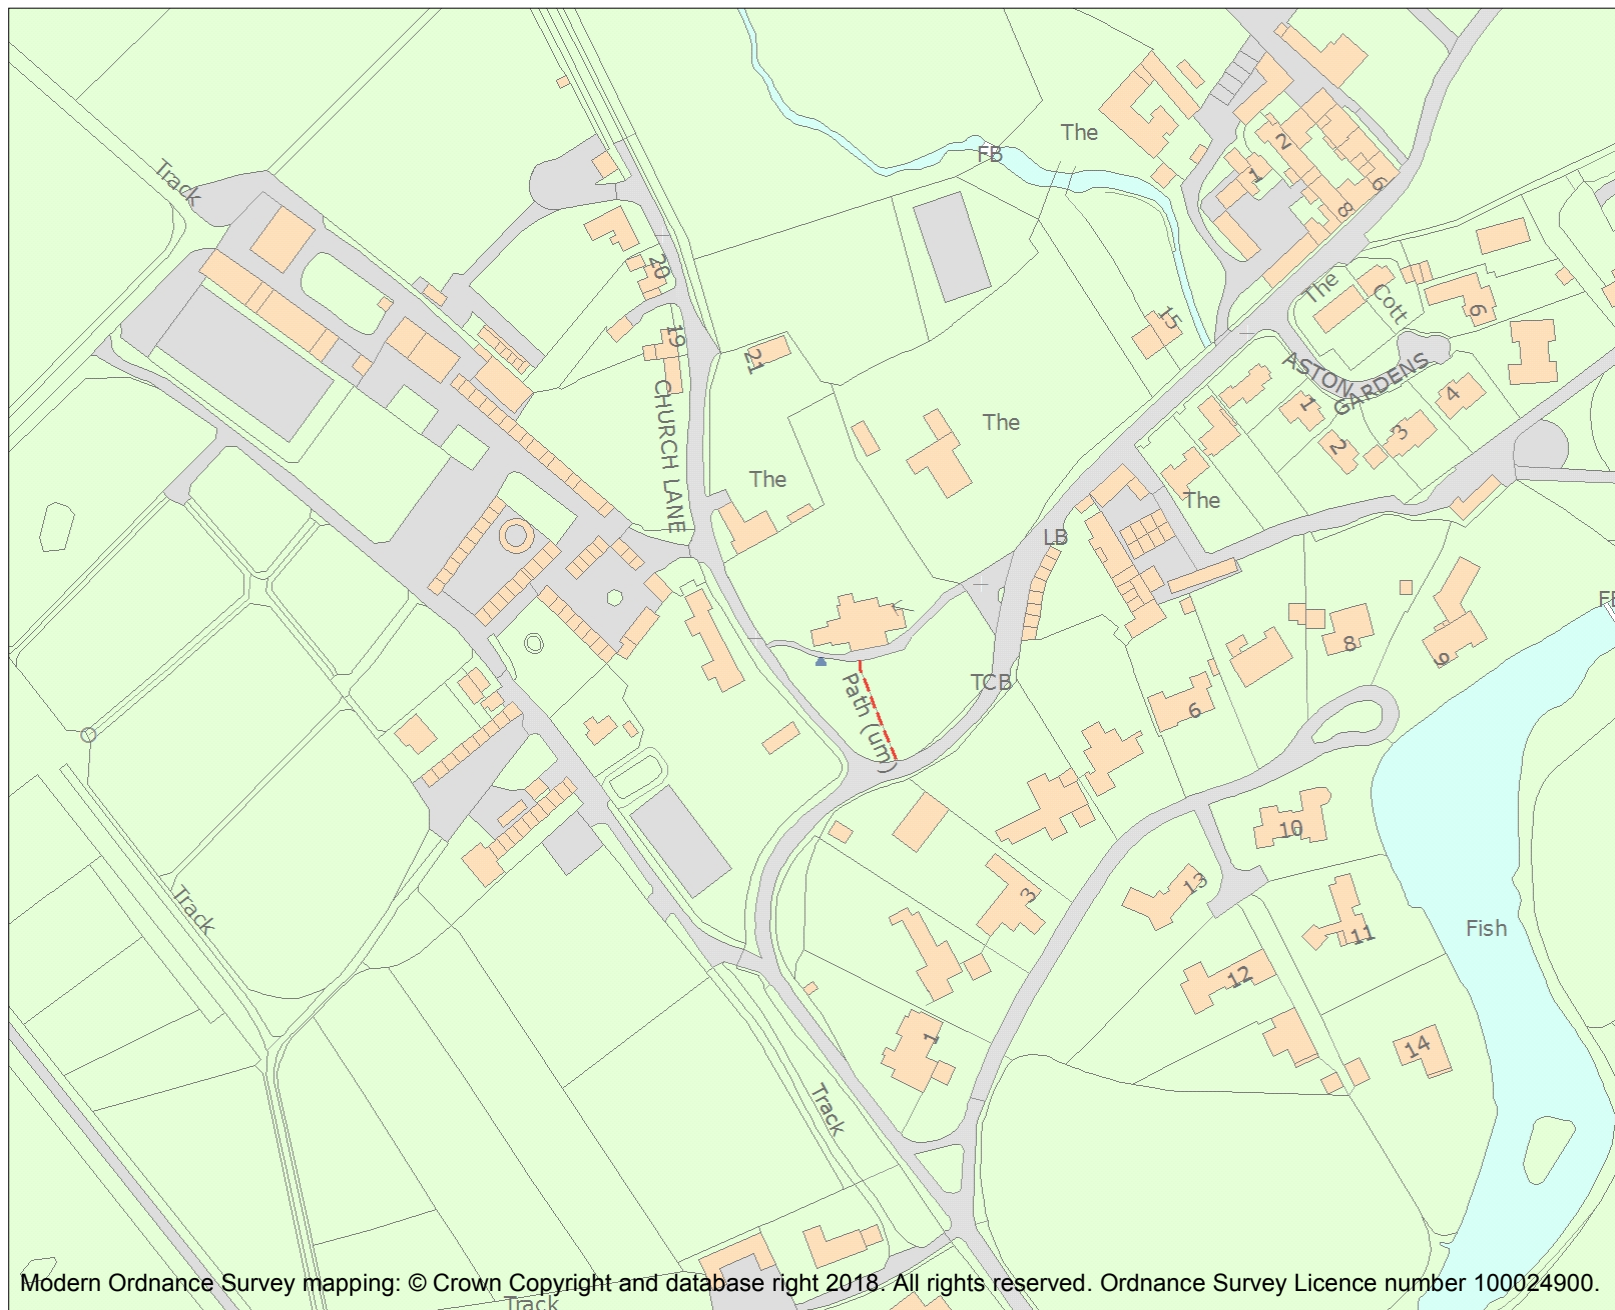 The
FB
Track
2
1
6
8
20
The
Cott
6
15
19
21
ASTON
GARDENS
CHURCH LANE
1
2
3
4
The
The
The
LB
TCB
Path (um)
8
9
6
10
13
3
11
12
Fish
1
14
Track
Track
Track
Modern Ordnance Survey mapping: © Crown Copyright and database right 2018. All rights reserved. Ordnance Survey Licence number 100024900.